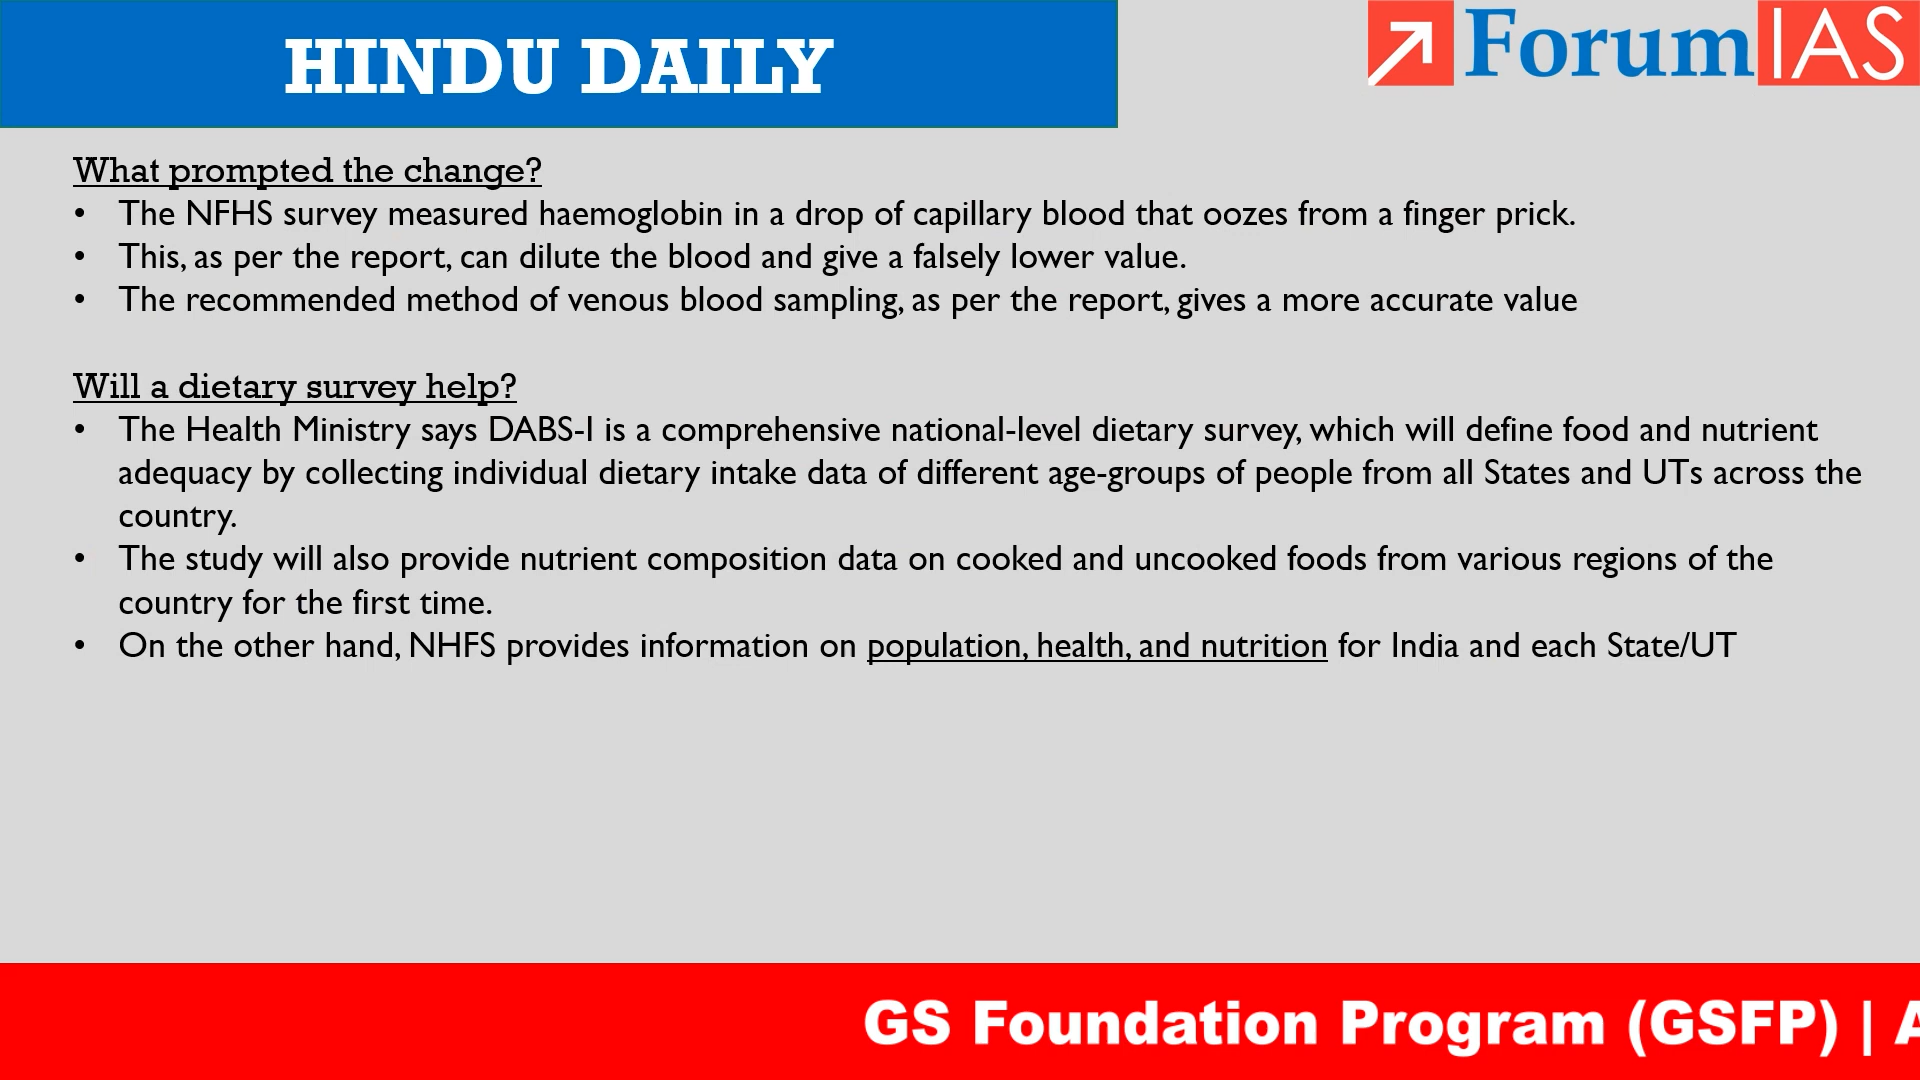 HINDU DAILY
Forum IAS
What prompted the change?
• The NFHS survey measured haemoglobin in a drop of capillary blood that oozes from a finger prick.
• This, as per the report, can dilute the blood and give a falsely lower value.
• The recommended method of venous blood sampling, as per the report, gives a more accurate value
Will a dietary survey help?
• The Health Ministry says DABS-I is a comprehensive national-level dietary survey, which will define food and nutrient
adequacy by collecting individual dietary intake data of different age-groups of people from all States and UTs across the
country.
• The study will also provide nutrient composition data on cooked and uncooked foods from various regions of the
country for the first time.
• On the other hand, NHFS provides information on population, health, and nutrition for India and each State/UT
GS Foundation Program (GSFP) | A